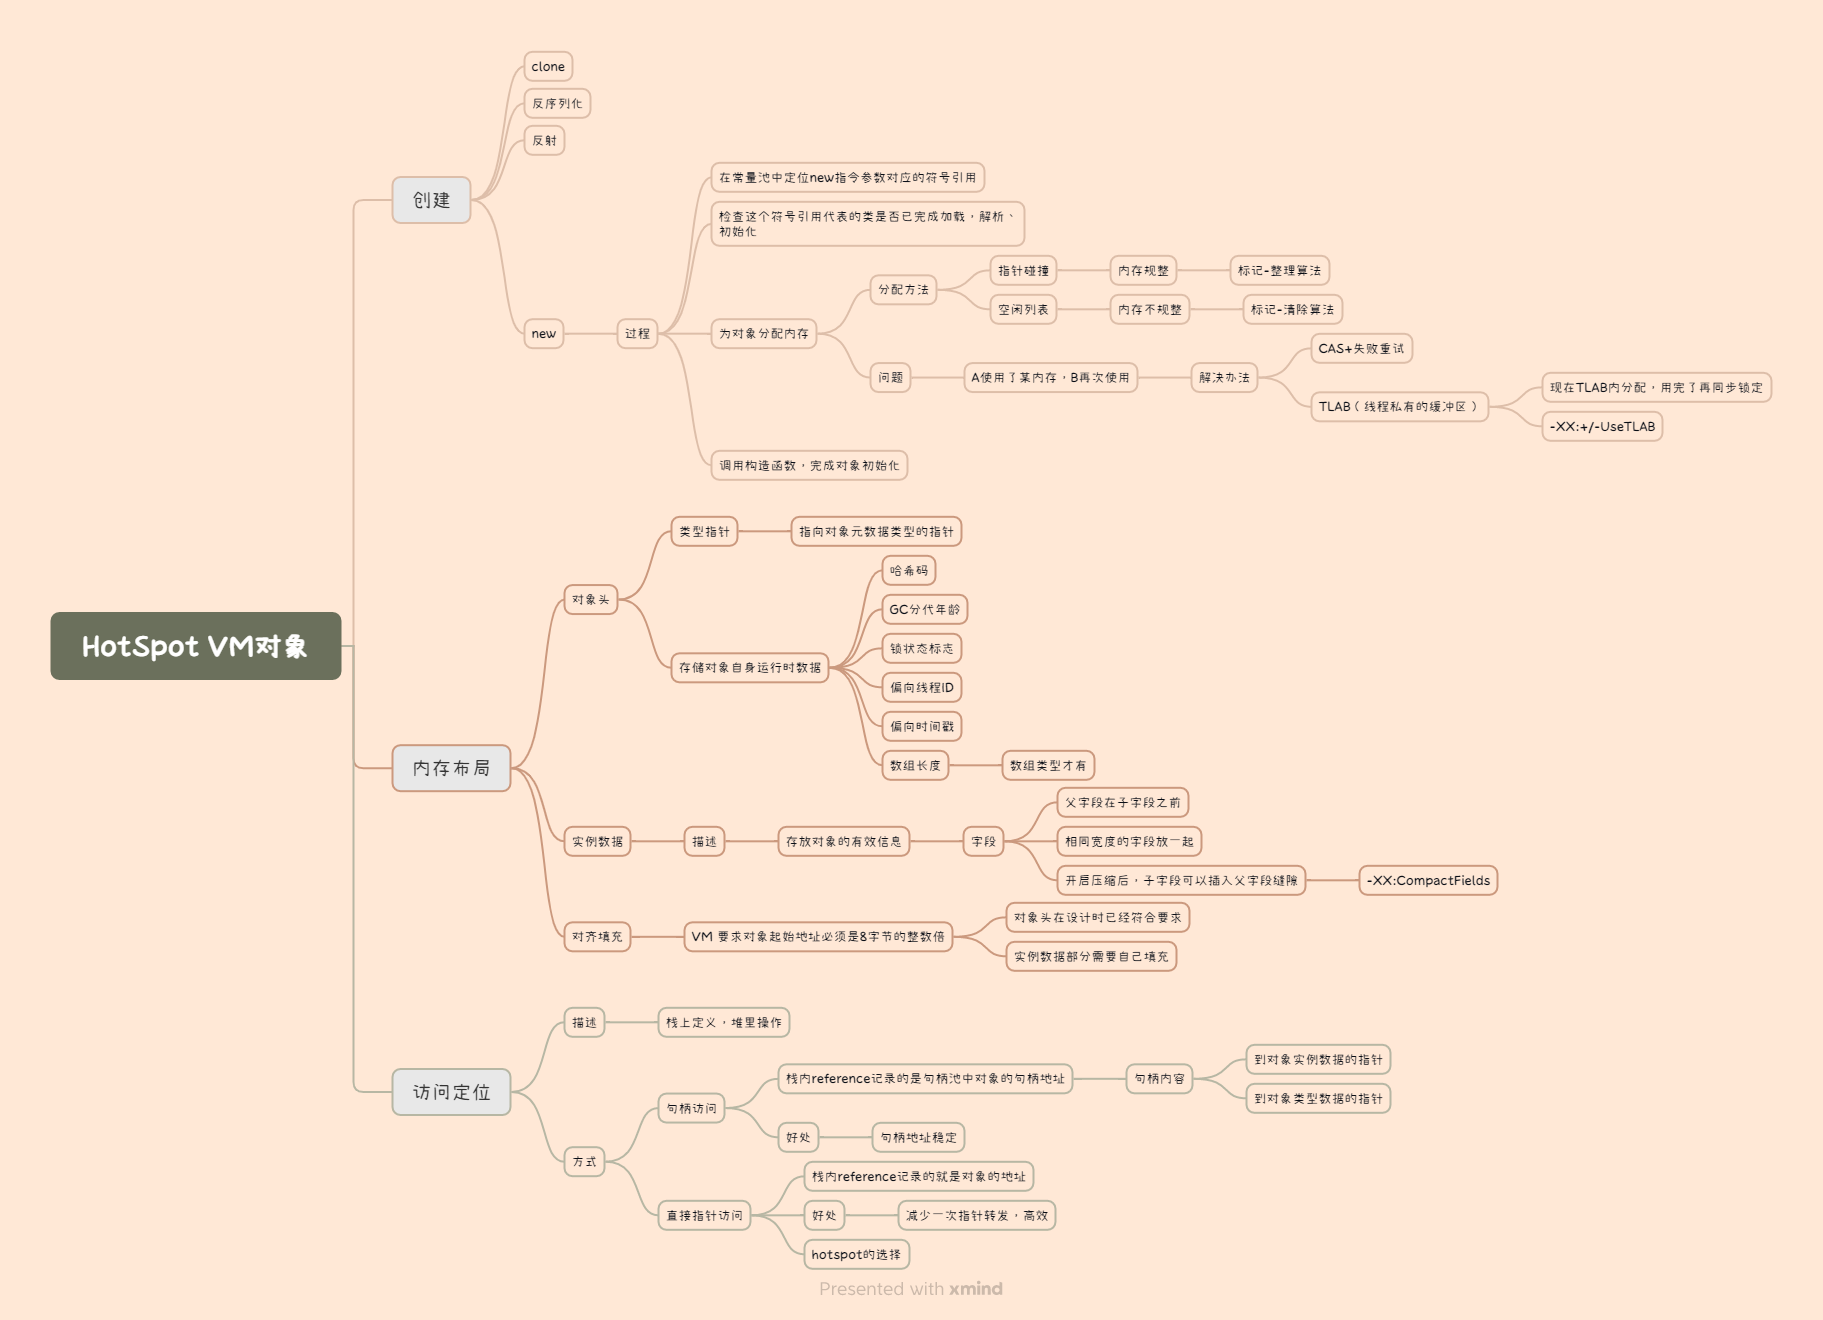 clone
反序列化
反射
创建
new
过程
在常量池中定位new指令参数对应的符号引用
检查这个符号引用代表的类是否已完成加载，解析、
初始化
为对象分配内存
分配方法
指针碰撞
内存规整
标记-整理算法
空闲列表
内存不规整
标记-清除算法
问题
A使用了某内存，B再次使用
解决办法
CAS+失败重试
TLAB（线程私有的缓冲区）
现在TLAB内分配，用完了再同步锁定
-XX:+/-UseTLAB
调用构造函数，完成对象初始化
HotSpot VM对象
内存布局
对象头
类型指针
指向对象元数据类型的指针
存储对象自身运行时数据
哈希码
GC分代年龄
锁状态标志
偏向线程ID
偏向时间戳
数组长度
数组类型才有
实例数据
描述
存放对象的有效信息
字段
父字段在子字段之前
相同宽度的字段放一起
开启压缩后，子字段可以插入父字段缝隙
-XX:CompactFields
对齐填充
VM 要求对象起始地址必须是8字节的整数倍
对象头在设计时已经符合要求
实例数据部分需要自己填充
访问定位
描述
栈上定义，堆里操作
方式
句柄访问
栈内reference记录的是句柄池中对象的句柄地址
句柄内容
到对象实例数据的指针
到对象类型数据的指针
好处
句柄地址稳定
直接指针访问
栈内reference记录的就是对象的地址
好处
减少一次指针转发，高效
hotspot的选择
Presented with xmind